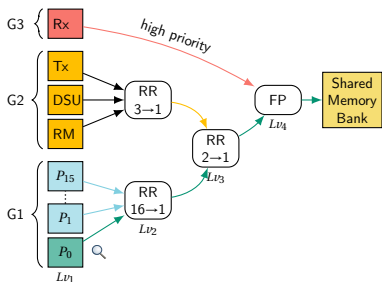 G3
Rx
high priority
G2
Tx
DSU
RM
RR
3→1
FP
Lv₄
Shared
Memory
Bank
RR
2→1
Lv₃
G1
P₁₅
P₁
P₀
RR
16→1
Lv₂
Lv₁